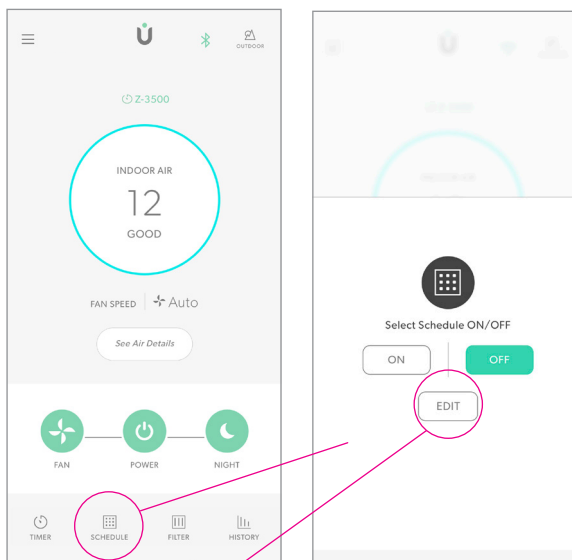 Ů
OUTDOOR
Z-3500
INDOOR AIR
12
GOOD
FAN SPEED Auto
See Air Details
FAN POWER NIGHT
TIMER SCHEDULE FILTER HISTORY
Select Schedule ON/OFF
ON OFF
EDIT